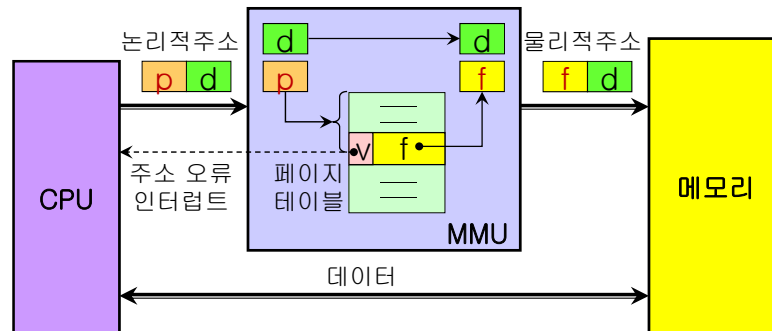 논리적주소
p d
d
d
물리적주소
p
f
f d
v f
주소 오류
인터럽트
페이지
테이블
CPU
메모리
MMU
데이터